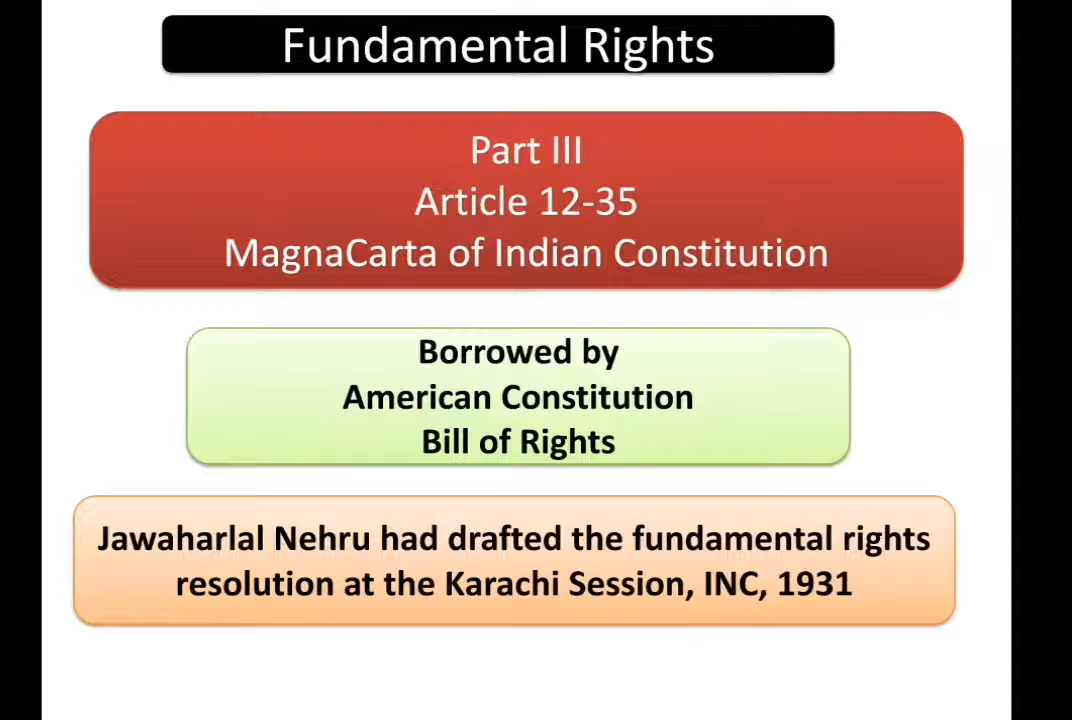 Fundamental Rights
Part III
Article 12-35
MagnaCarta of Indian Constitution
Borrowed by
American Constitution
Bill of Rights
Jawaharlal Nehru had drafted the fundamental rights
resolution at the Karachi Session, INC, 1931